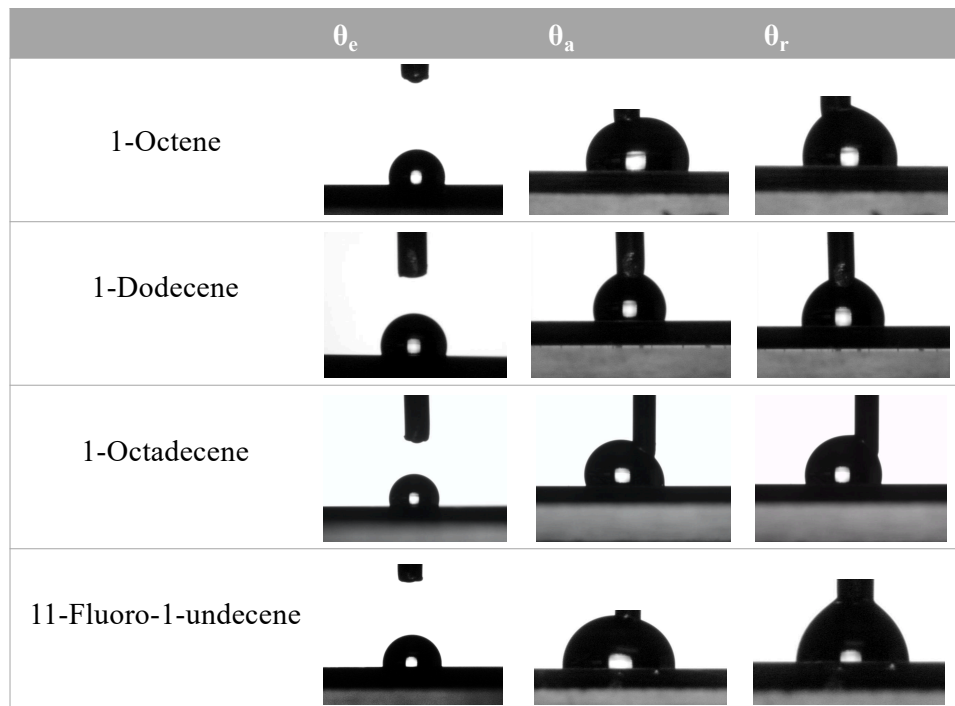 θe θa θr
1-Octene
1-Dodecene
1-Octadecene
11-Fluoro-1-undecene